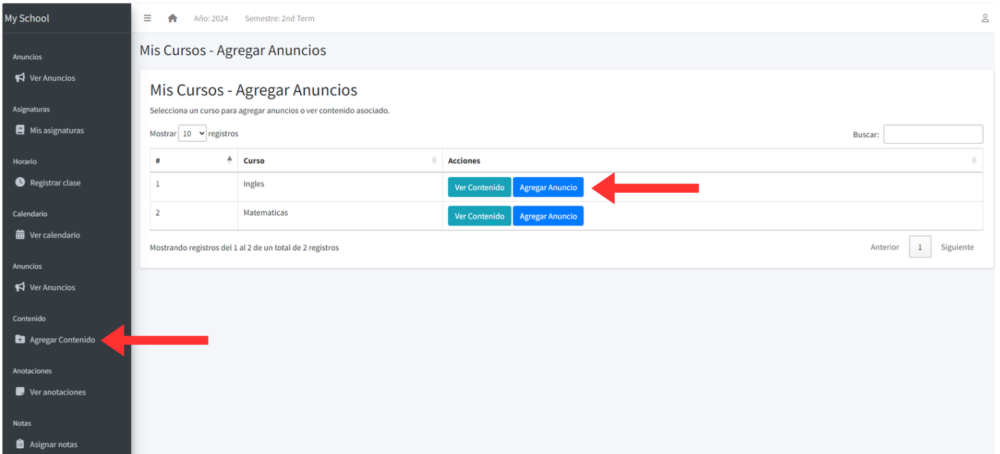 My School
Año: 2024 Semestre: 2nd Term
Anuncios
Ver Anuncios
Asignaturas
Mis asignaturas
Horario
Registrar clase
Calendario
Ver calendario
Anuncios
Ver Anuncios
Contenido
Agregar Contenido
Anotaciones
Ver anotaciones
Notas
Asignar notas
Mis Cursos - Agregar Anuncios
Mis Cursos - Agregar Anuncios
Selecciona un curso para agregar anuncios o ver contenido asociado.
Mostrar 10 registros Buscar:
# Curso Acciones
1 Ingles Ver Contenido Agregar Anuncio
2 Matematicas Ver Contenido Agregar Anuncio
Mostrando registros del 1 al 2 de un total de 2 registros Anterior 1 Siguiente